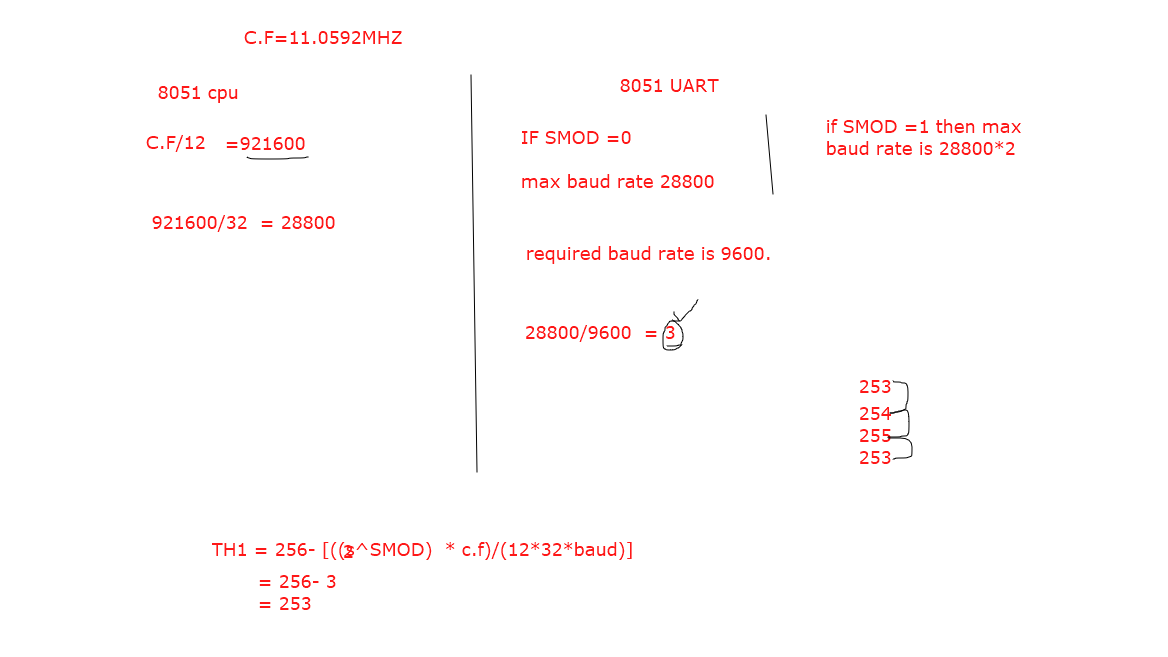 C.F=11.0592MHZ
8051 cpu
C.F/12 =921600
921600/32 = 28800
8051 UART
IF SMOD =0
max baud rate 28800
if SMOD =1 then max
baud rate is 28800*2
required baud rate is 9600.
28800/9600 = 3
253
254
255
253
TH1 = 256- [((2^SMOD) * c.f)/(12*32*baud)]
= 256- 3
= 253